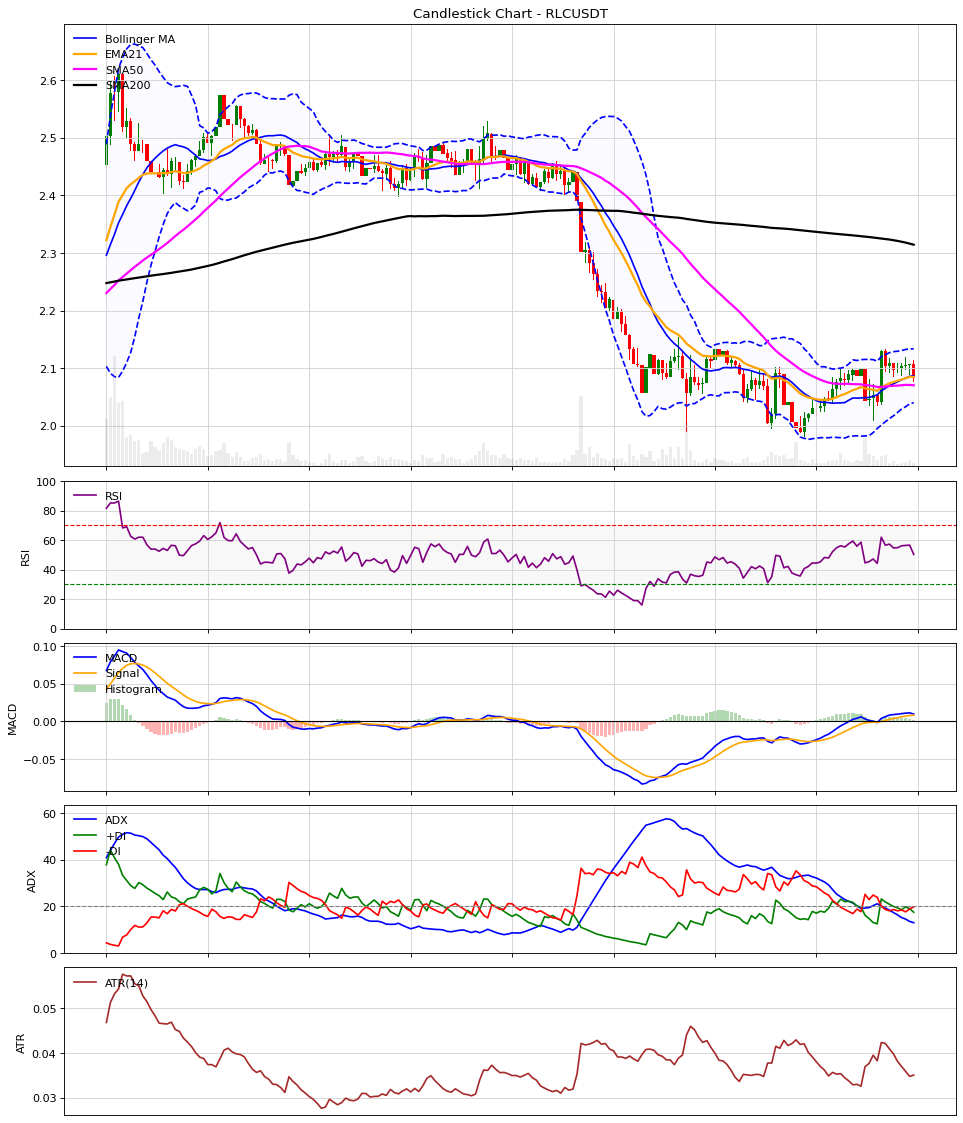 Candlestick Chart - RLCUSDT
Bollinger MA
EMA21
SMA50
SMA200
2.6
2.5
2.4
2.3
2.2
2.1
2.0
RSI
RSI
100
80
60
40
20
0
MACD
MACD
Signal
Histogram
0.10
0.05
0.00
−0.05
ADX
ADX
+DI
-DI
60
40
20
0
ATR
ATR(14)
0.05
0.04
0.03